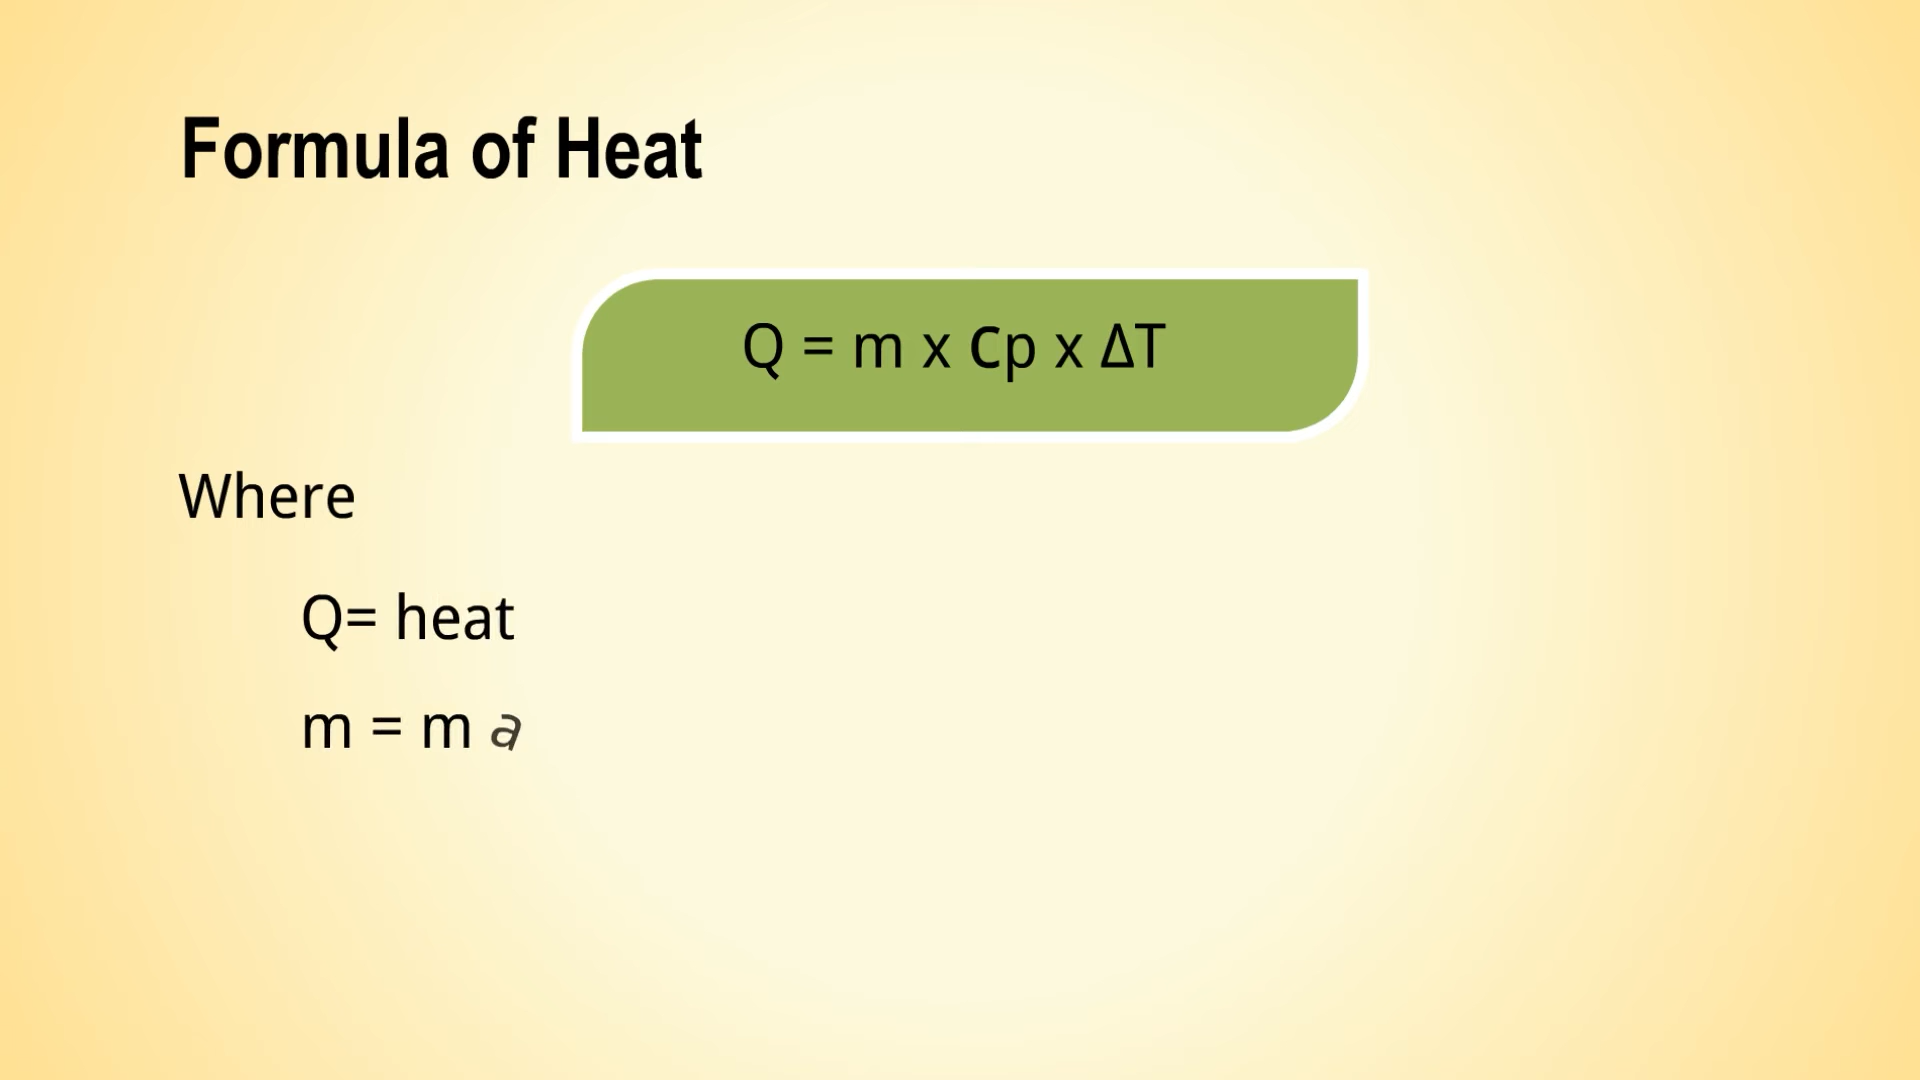 Formula of Heat
Q = m x Cp x ΔT
Where
Q= heat
m = m a